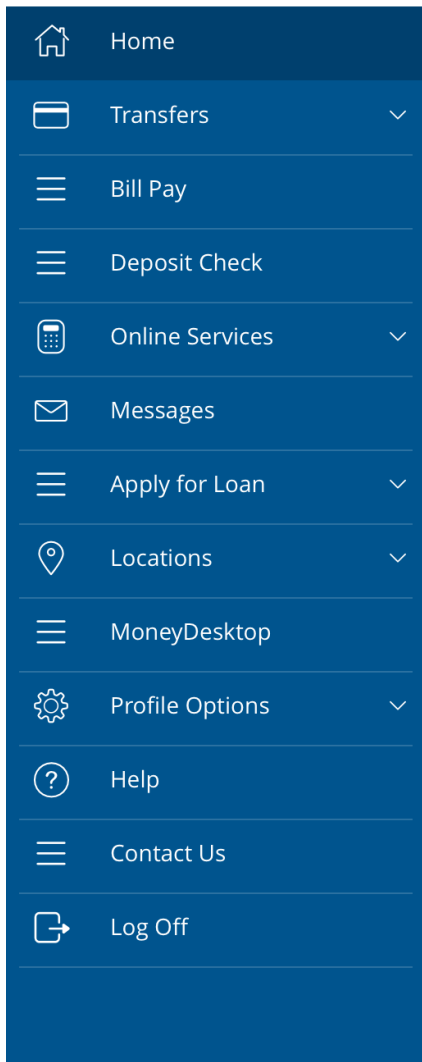 Home
Transfers
Bill Pay
Deposit Check
Online Services
Messages
Apply for Loan
Locations
MoneyDesktop
Profile Options
Help
Contact Us
Log Off